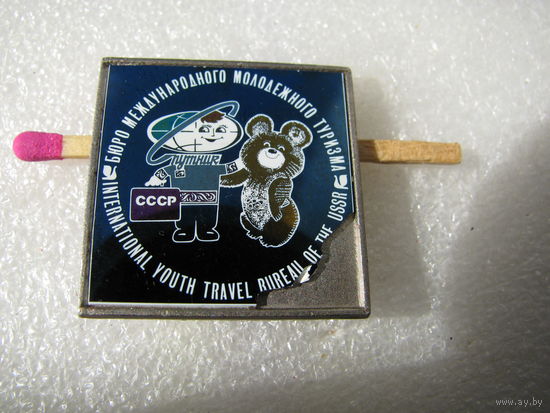 БЮРО МЕЖДУНАРОДНОГО МОЛОДЕЖНОГО ТУРИЗМА
Спутник
СССР
INTERNATIONAL YOUTH TRAVEL BUREAU OF the USSR
www.ay.by